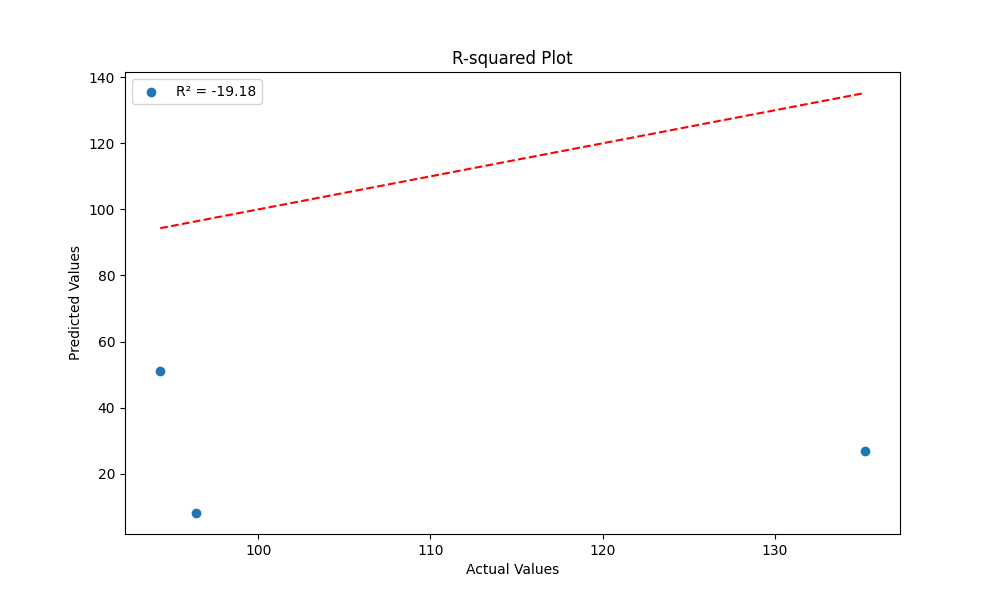 R-squared Plot
R² = -19.18
140
120
100
80
60
40
20
Predicted Values
100 110 120 130
Actual Values